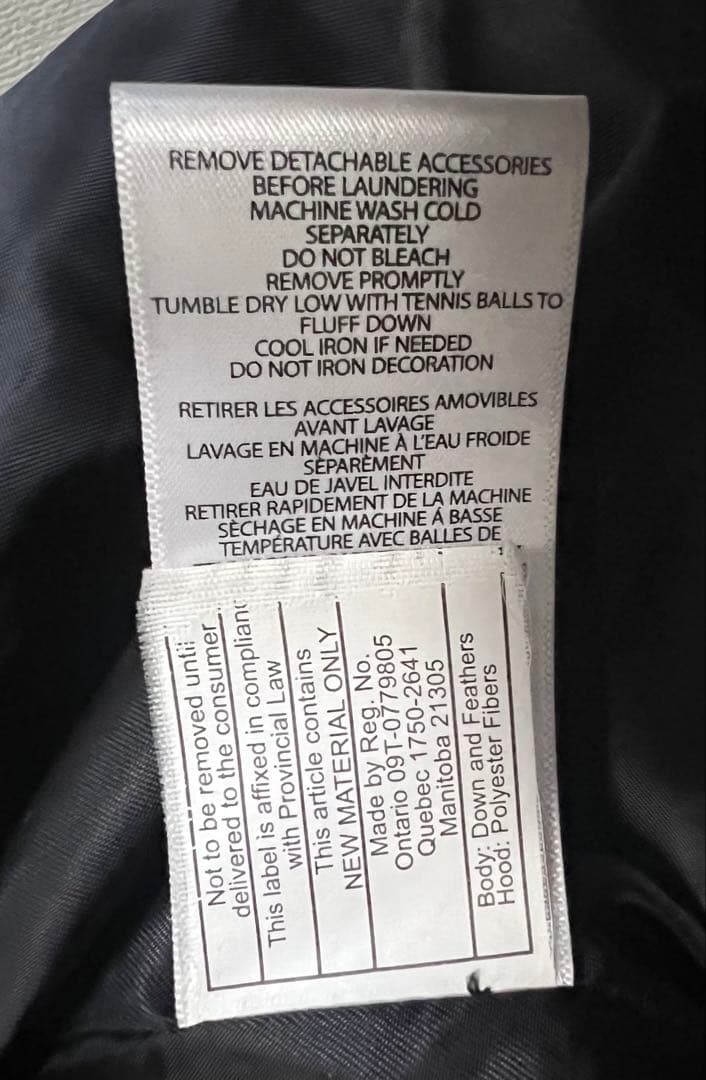 REMOVE DETACHABLE ACCESSORIES
BEFORE LAUNDERING
MACHINE WASH COLD
SEPARATELY
DO NOT BLEACH
REMOVE PROMPTLY
TUMBLE DRY LOW WITH TENNIS BALLS TO
FLUFF DOWN
COOL IRON IF NEEDED
DO NOT IRON DECORATION
RETIRER LES ACCESSOIRES AMOVIBLES
AVANT LAVAGE
LAVAGE EN MACHINE À L'EAU FROIDE
SÈPARÈMENT
EAU DE JAVEL INTERDITE
RETIRER RAPIDEMENT DE LA MACHINE
SÈCHAGE EN MACHINE Á BASSE
TEMPÈRATURE AVEC BALLES DE
Not to be removed until
delivered to the consumer
This label is affixed in complianc
with Provincial Law
This article contains
NEW MATERIAL ONLY
Made by Reg. No.
Ontario 09T-0779805
Quebec 1750-2641
Manitoba 21305
Body: Down and Feathers
Hood: Polyester Fibers